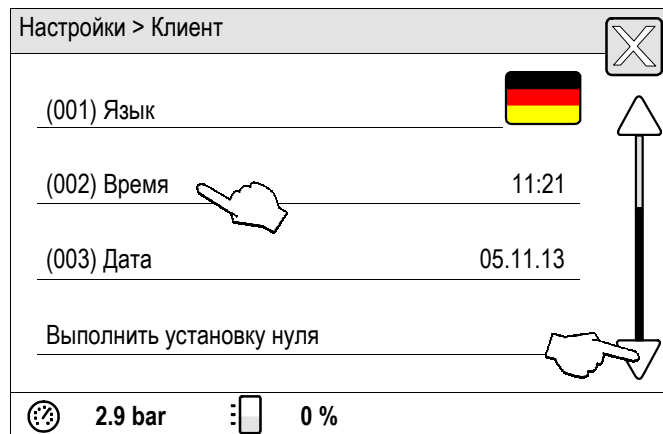 Настройки > Клиент
(001) Язык
(002) Время 11:21
(003) Дата 05.11.13
Выполнить установку нуля
2.9 bar 0 %